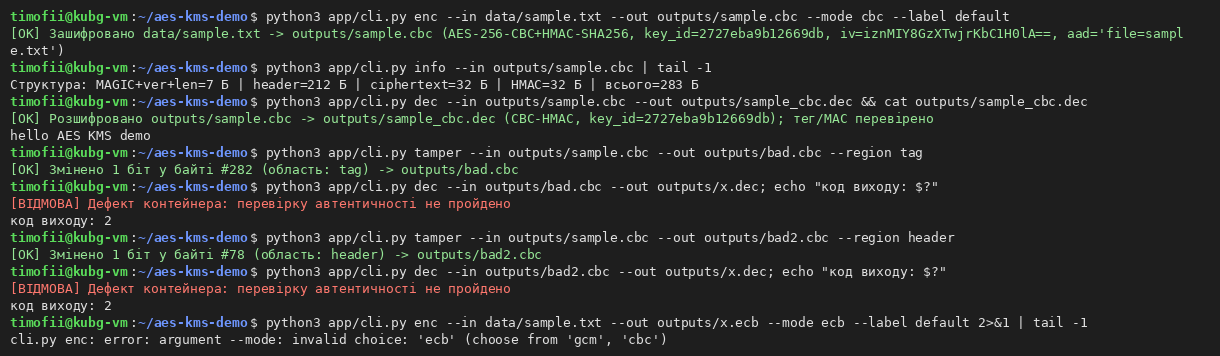 timofii@kubg-vm:~/aes-kms-demo$ python3 app/cli.py enc --in data/sample.txt --out outputs/sample.cbc --mode cbc --label default
[OK] Зашифровано data/sample.txt -> outputs/sample.cbc (AES-256-CBC+HMAC-SHA256, key_id=2727eba9b12669db, iv=iznMIY8GzXTwjrKbC1H0lA==, aad='file=sampl
e.txt')
timofii@kubg-vm:~/aes-kms-demo$ python3 app/cli.py info --in outputs/sample.cbc | tail -1
Структура: MAGIC+ver+len=7 Б | header=212 Б | ciphertext=32 Б | HMAC=32 Б | всього=283 Б
timofii@kubg-vm:~/aes-kms-demo$ python3 app/cli.py dec --in outputs/sample.cbc --out outputs/sample_cbc.dec && cat outputs/sample_cbc.dec
[OK] Розшифровано outputs/sample.cbc -> outputs/sample_cbc.dec (CBC-HMAC, key_id=2727eba9b12669db); тег/MAC перевірено
hello AES KMS demo
timofii@kubg-vm:~/aes-kms-demo$ python3 app/cli.py tamper --in outputs/sample.cbc --out outputs/bad.cbc --region tag
[OK] Змінено 1 біт у байті #282 (область: tag) -> outputs/bad.cbc
timofii@kubg-vm:~/aes-kms-demo$ python3 app/cli.py dec --in outputs/bad.cbc --out outputs/x.dec; echo "код виходу: $?"
[ВІДМОВА] Дефект контейнера: перевірку автентичності не пройдено
код виходу: 2
timofii@kubg-vm:~/aes-kms-demo$ python3 app/cli.py tamper --in outputs/sample.cbc --out outputs/bad2.cbc --region header
[OK] Змінено 1 біт у байті #78 (область: header) -> outputs/bad2.cbc
timofii@kubg-vm:~/aes-kms-demo$ python3 app/cli.py dec --in outputs/bad2.cbc --out outputs/x.dec; echo "код виходу: $?"
[ВІДМОВА] Дефект контейнера: перевірку автентичності не пройдено
код виходу: 2
timofii@kubg-vm:~/aes-kms-demo$ python3 app/cli.py enc --in data/sample.txt --out outputs/x.ecb --mode ecb --label default 2>&1 | tail -1
cli.py enc: error: argument --mode: invalid choice: 'ecb' (choose from 'gcm', 'cbc')